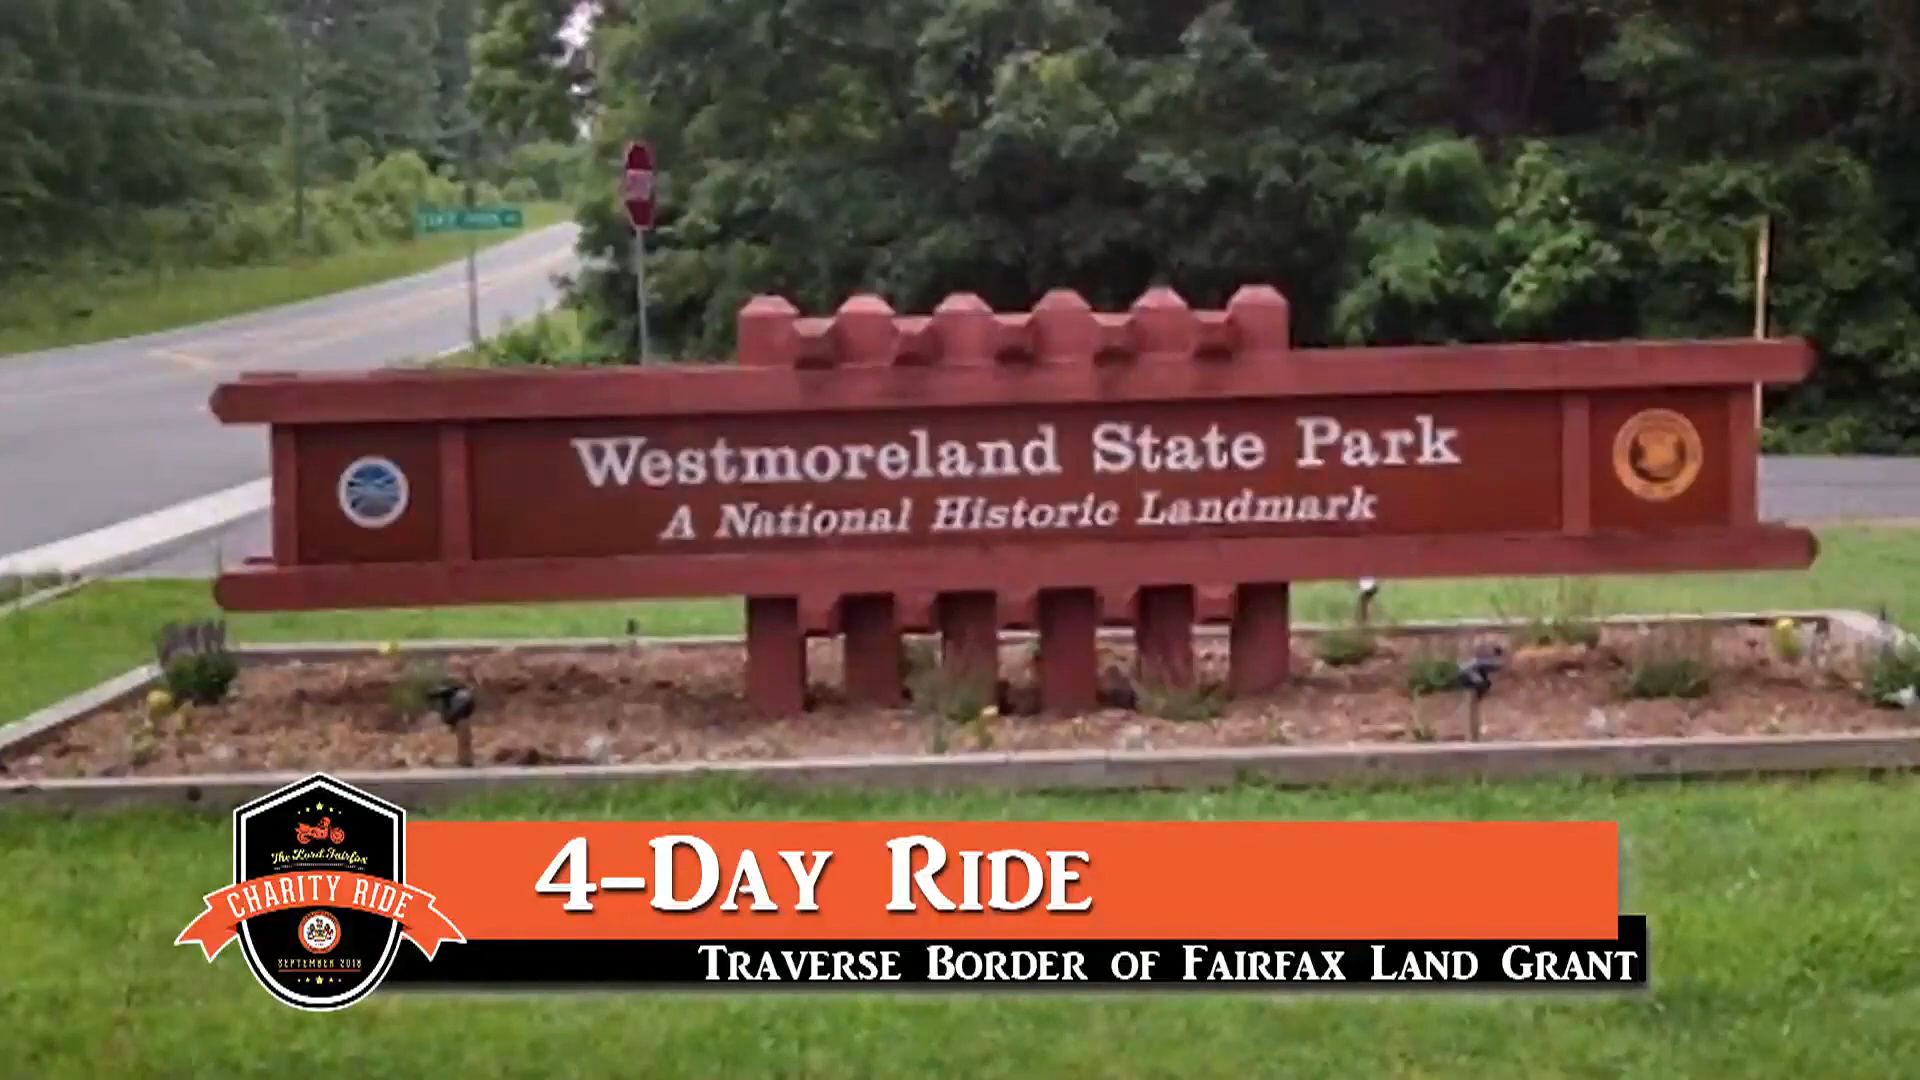 Westmoreland State Park
A National Historic Landmark
4-Day Ride
Traverse Border of Fairfax Land Grant
The Lord Fairfax
CHARITY RIDE
SEPTEMBER 2018